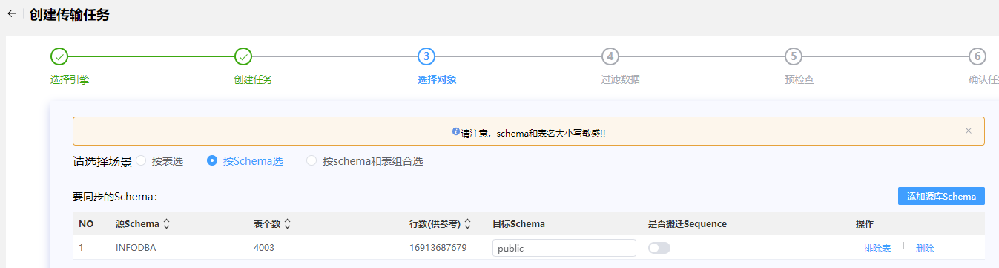 创建传输任务
3 4 5 6
选择引擎 创建任务 选择对象 过滤数据 预检查
请注意，schema和表名大小写敏感!!
请选择场景 按表选 按Schema选 按schema和表组合选
要同步的Schema： 添加源库Schema
NO 源Schema 表个数 行数(供参考) 目标Schema 是否搬迁Sequence 操作
1 INFODBA 4003 16913687679 public 排除表 | 删除